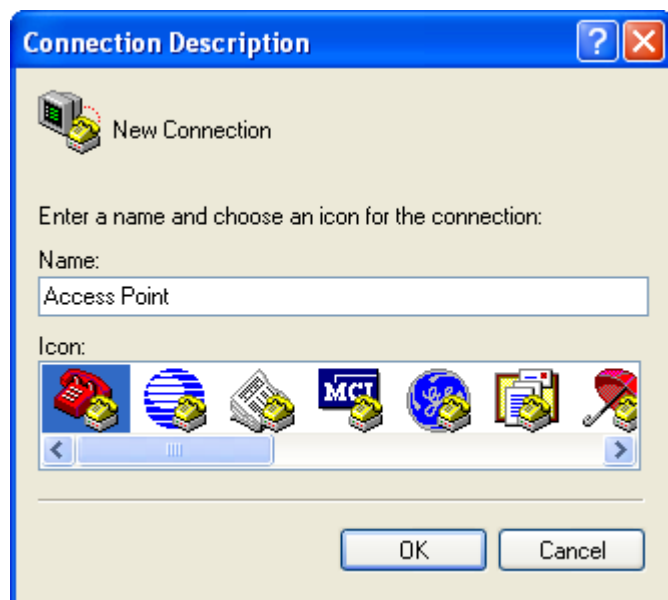 Connection Description
New Connection
Enter a name and choose an icon for the connection:
Name:
Access Point
Icon:
MCI
OK Cancel